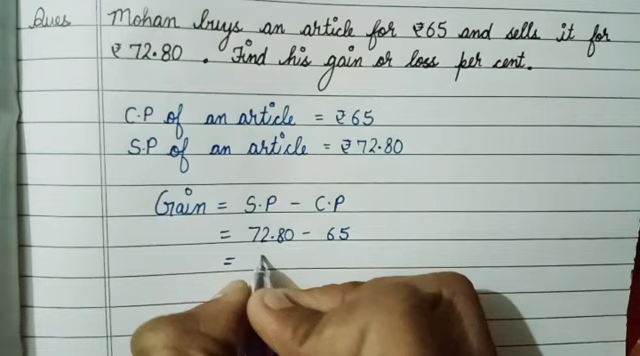 Ques Mohan buys an article for ₹65 and sells it for
₹72.80. Find his gain or loss per cent.
C.P of an article = ₹65
S.P of an article = ₹72.80
Gain = S.P - C.P
= 72.80 - 65
=